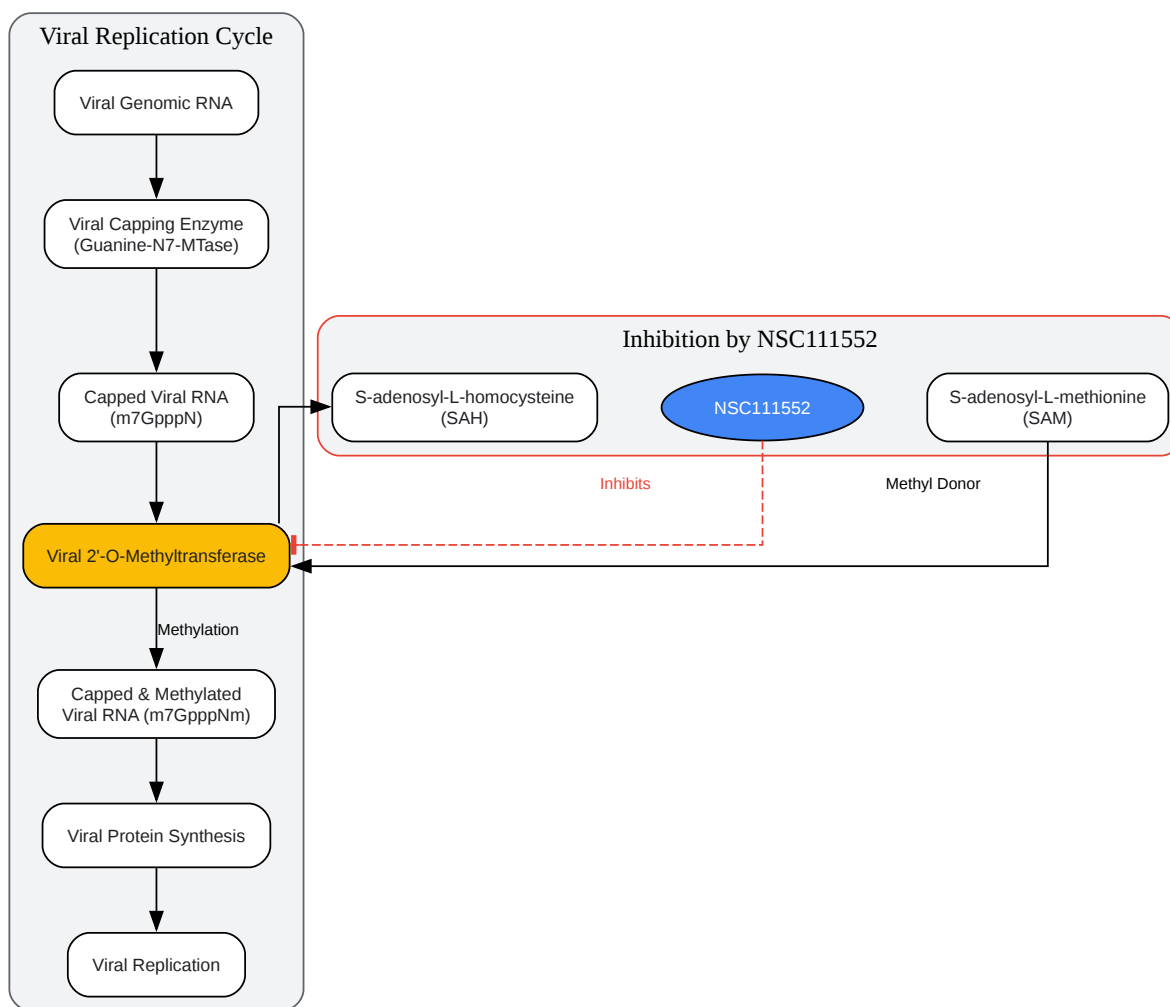 Viral Replication Cycle
Viral Genomic RNA
Viral Capping Enzyme
(Guanine-N7-MTase)
Capped Viral RNA
(m7GpppN)
Inhibition by NSC111552
S-adenosyl-L-homocysteine
(SAH)
NSC111552
S-adenosyl-L-methionine
(SAM)
Inhibits
Methyl Donor
Viral 2'-O-Methyltransferase
Methylation
Capped & Methylated
Viral RNA (m7GpppNm)
Viral Protein Synthesis
Viral Replication